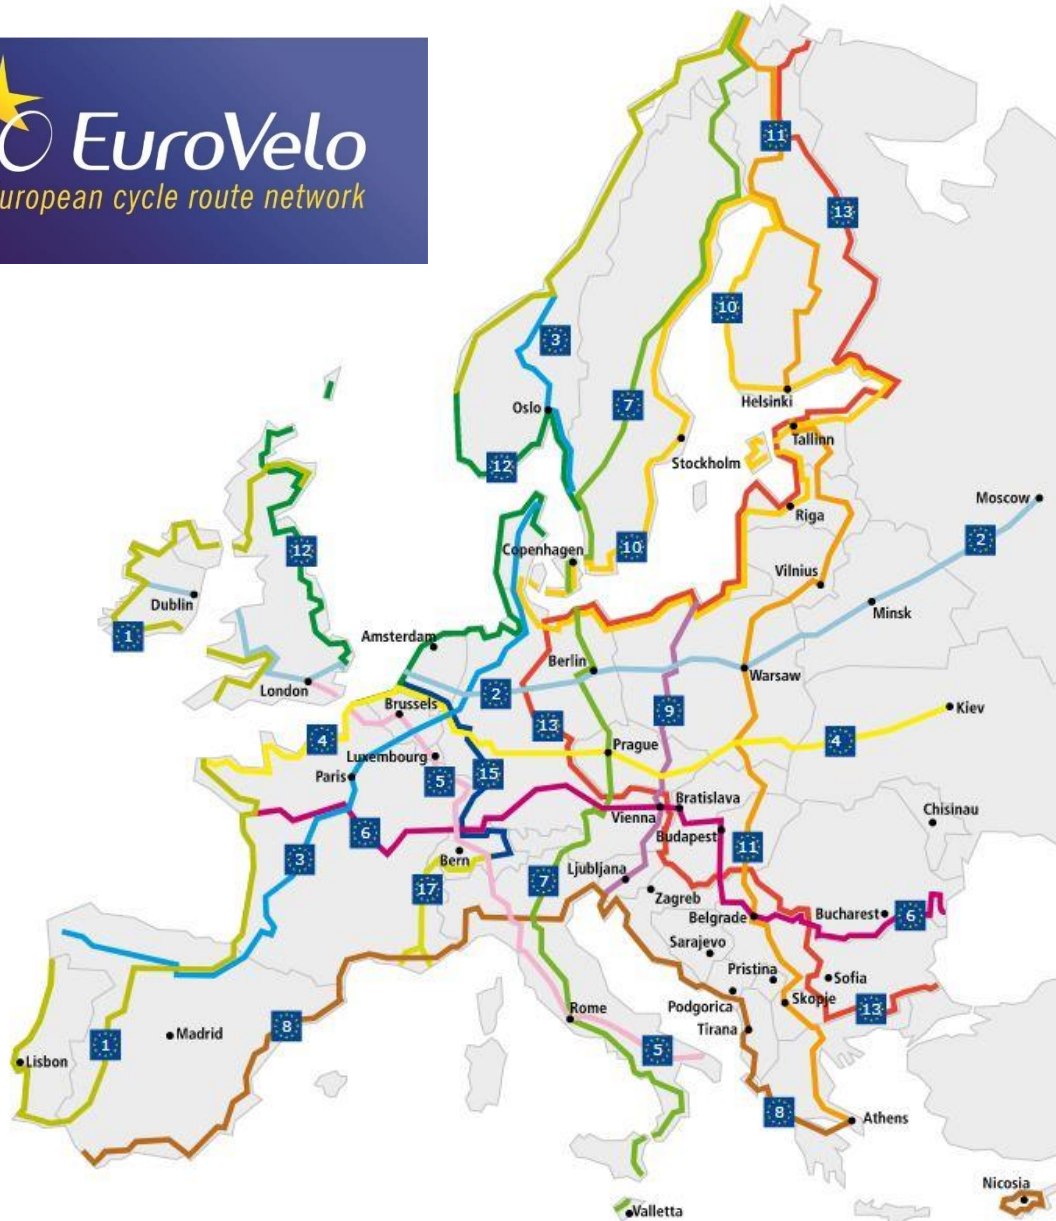 EuroVelo
uropean cycle route network
11
13
10
3
7
Helsinki
Oslo
Tallinn
Stockholm
12
Moscow
Riga
2
12
10
Copenhagen
Vilnius
Dublin
Minsk
1
Amsterdam
Berlin
Warsaw
London
2
Brussels
9
Kiev
13
4
4
Prague
Luxembourg
Paris
5
15
Bratislava
Chisinau
Vienna
6
Budapest
11
Bern
3
Ljubljana
7
17
Zagreb
Belgrade
Bucharest
6
Sarajevo
Pristina
Sofia
Skopje
Podgorica
Rome
13
8
Tirana
Madrid
1
5
Lisbon
8
Athens
Nicosia
Valletta